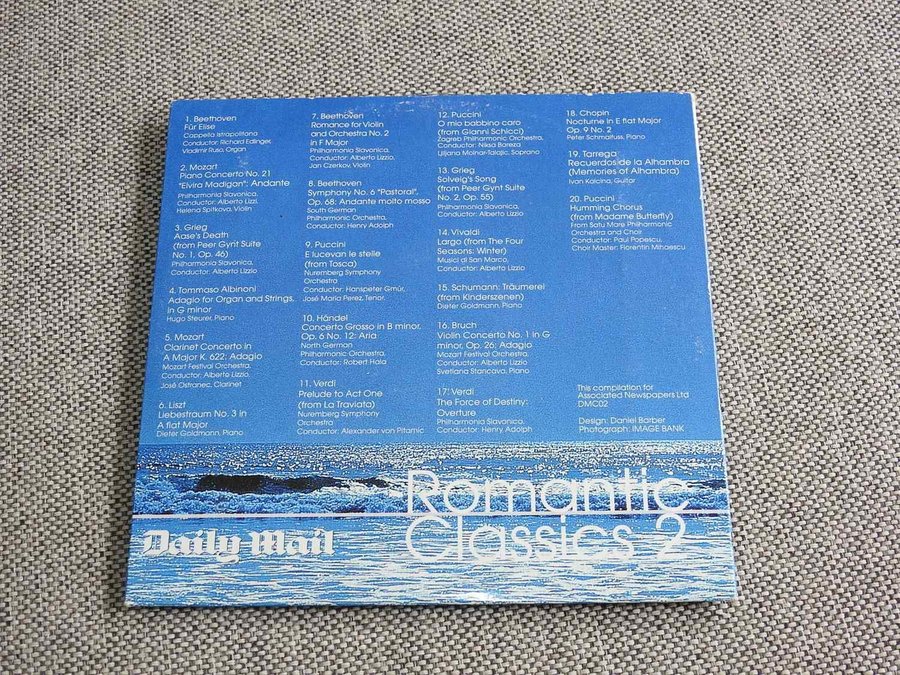 1. Beethoven
Für Elise
Cappella Istrapolitana
Conductor: Richard Edlinger,
Vladimir Ruso, Organ
2. Mozart
Piano Concerto No. 21
"Elvira Madigan": Andante
Philharmonia Slavonica,
Conductor: Alberto Lizzi,
Helena Spitkova, Violin
3. Grieg
Aase's Death
(from Peer Gynt Suite
No. 1, Op. 46)
Philharmonia Slavonica,
Conductor: Alberto Lizzio
4. Tommaso Albinoni
Adagio for Organ and Strings,
in G minor
Hugo Steurer, Piano
5. Mozart
Clarinet Concerto in
A Major K. 622: Adagio
Mozart Festival Orchestra,
Conductor: Alberto Lizzio,
José Ostranec, Clarinet
6. Liszt
Liebestraum No. 3 in
A flat Major
Dieter Goldmann, Piano
7. Beethoven
Romance for Violin
and Orchestra No. 2
in F Major
Philharmonia Slavonica,
Conductor: Alberto Lizzio,
Jan Czerkov, Violin
8. Beethoven
Symphony No. 6 "Pastoral",
Op. 68: Andante molto mosso
South German
Philharmonic Orchestra,
Conductor: Henry Adolph
9. Puccini
E lucevan le stelle
(from Tosca)
Nuremberg Symphony
Orchestra
Conductor: Hanspeter Gmür,
José Maria Perez, Tenor.
10. Händel
Concerto Grosso in B minor,
Op. 6 No. 12: Aria
North German
Philharmonic Orchestra,
Conductor: Robert Hala
11. Verdi
Prelude to Act One
(from La Traviata)
Nuremberg Symphony
Orchestra
Conductor: Alexander von Pitamic
12. Puccini
O mio babbino caro
(from Gianni Schicci)
Zagreb Philharmonic Orchestra,
Conductor: Niksa Bareza
Ljiljana Molnar-Talajic, Soprano
13. Grieg
Solveig's Song
(from Peer Gynt Suite
No. 2, Op. 55)
Philharmonia Slavonica,
Conductor: Alberto Lizzio
14. Vivaldi
Largo (from The Four
Seasons: Winter)
Musici di San Marco,
Conductor: Alberto Lizzio
15. Schumann: Träumerei
(from Kinderszenen)
Dieter Goldmann, Piano
16. Bruch
Violin Concerto No. 1 in G
minor, Op. 26: Adagio
Mozart Festival Orchestra,
Conductor: Alberto Lizzio
Svetlana Stancava, Piano
17: Verdi
The Force of Destiny:
Overture
Philharmonia Slavonica,
Conductor: Henry Adolph
18. Chopin
Nocturne in E flat Major
Op. 9 No. 2
Peter Schmalfuss, Piano
19. Tarrega
Recuerdos de la Alhambra
(Memories of Alhambra)
Ivan Kalcina, Guitar
20. Puccini
Humming Chorus
(from Madame Butterfly)
From Satu Mare Philharmonic
Orchestra and Choir
Conductor: Paul Popescu,
Choir Master: Florentin Mihaescu
This compilation for
Associated Newspapers Ltd
DMC02
Design: Daniel Barber
Photograph: IMAGE BANK
Romantic
Classics 2
Daily Mail